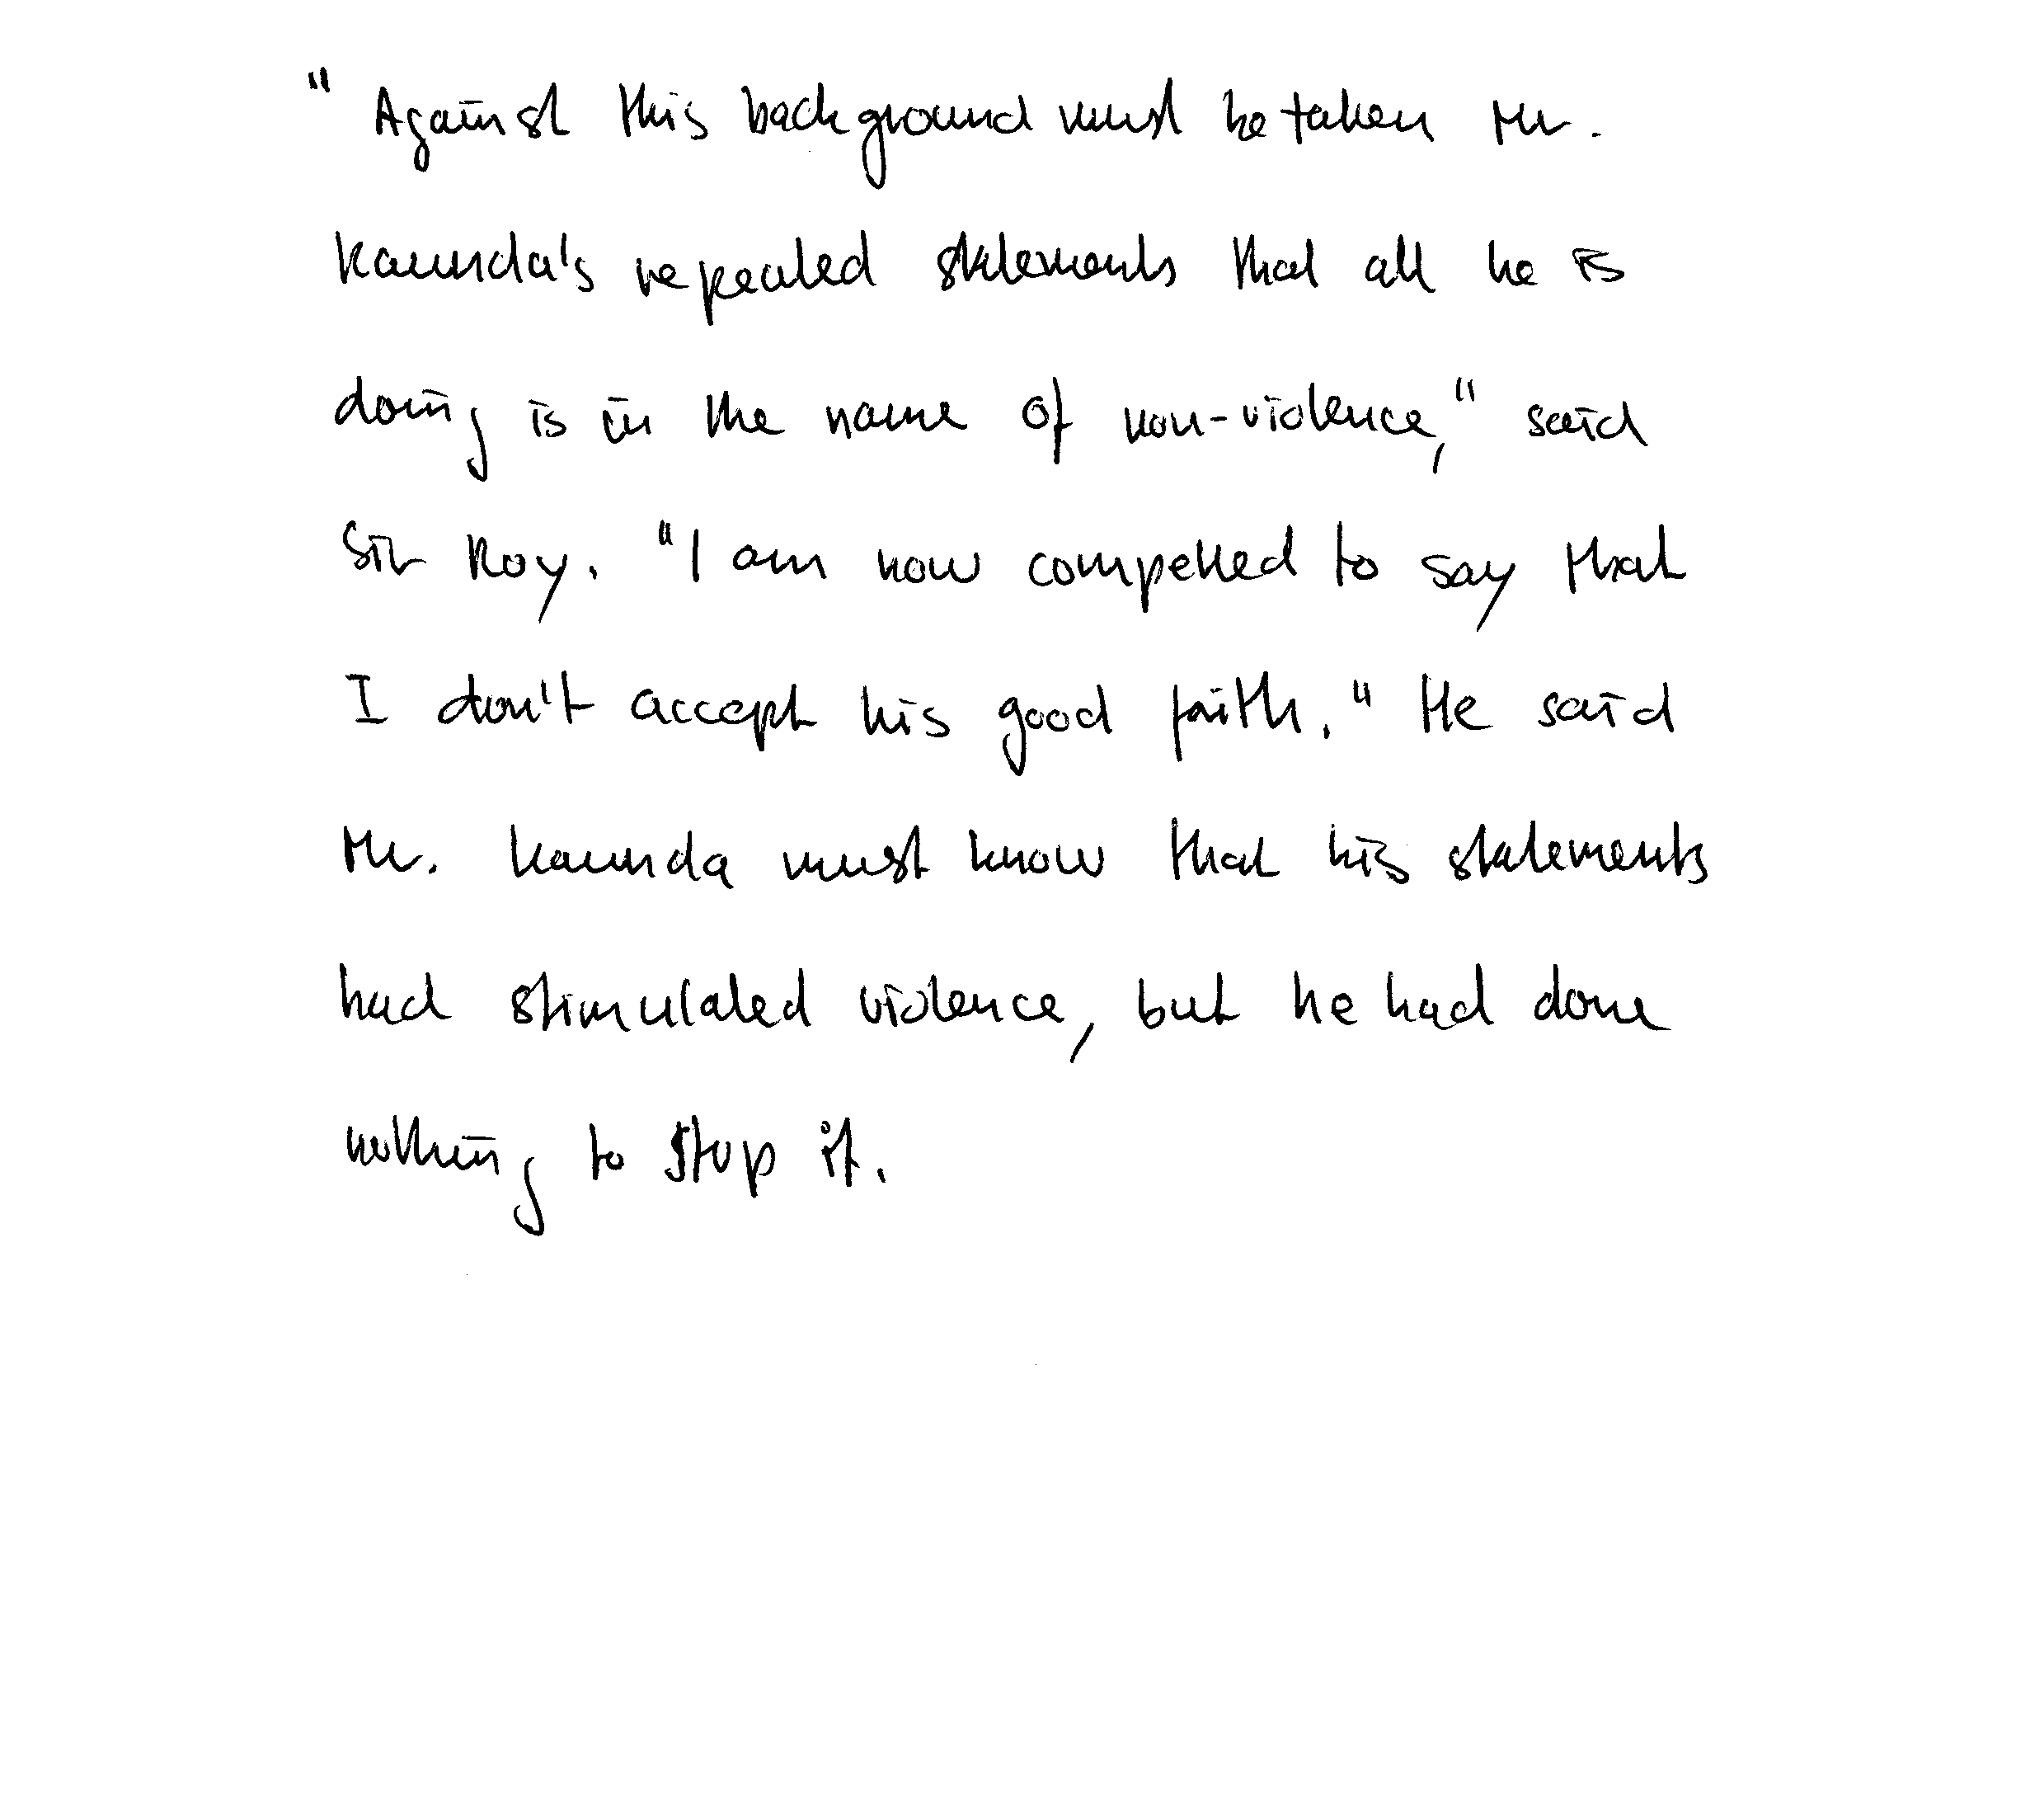 "Against this background must be taken Mr.
Kaunda's repeated statements that all he is
doing is in the name of non-violence," said
Sir Roy. "I am now compelled to say that
I don't accept his good faith." He said
Mr. Kaunda must know that his statements
had stimulated violence, but he had done
nothing to stop it.